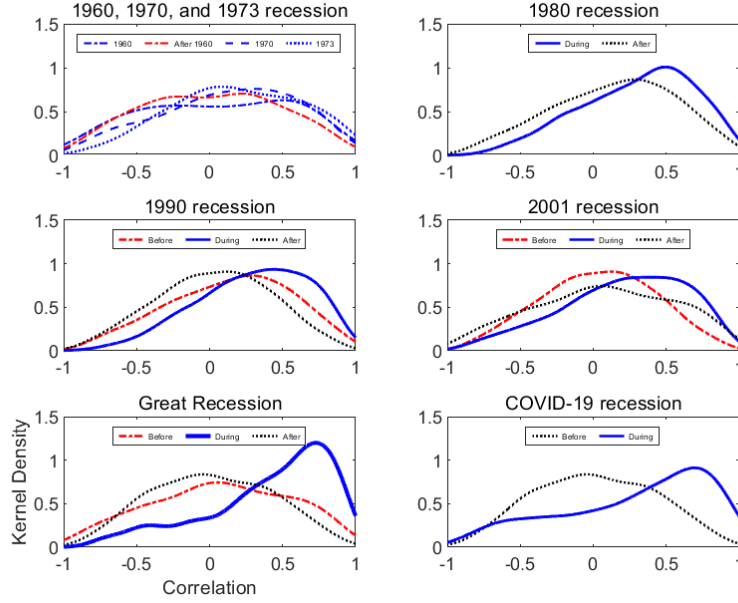 1960, 1970, and 1973 recession
1960 After 1960 1970 1973
1.5
1
0.5
0
-1 -0.5 0 0.5 1
1980 recession
During After
1.5
1
0.5
0
-1 -0.5 0 0.5 1
1990 recession
Before During After
1.5
1
0.5
0
-1 -0.5 0 0.5 1
2001 recession
Before During After
1.5
1
0.5
0
-1 -0.5 0 0.5 1
Great Recession
Before During After
1.5
1
0.5
0
-1 -0.5 0 0.5 1
Kernel Density
Correlation
COVID-19 recession
Before During
1.5
1
0.5
0
-1 -0.5 0 0.5 1